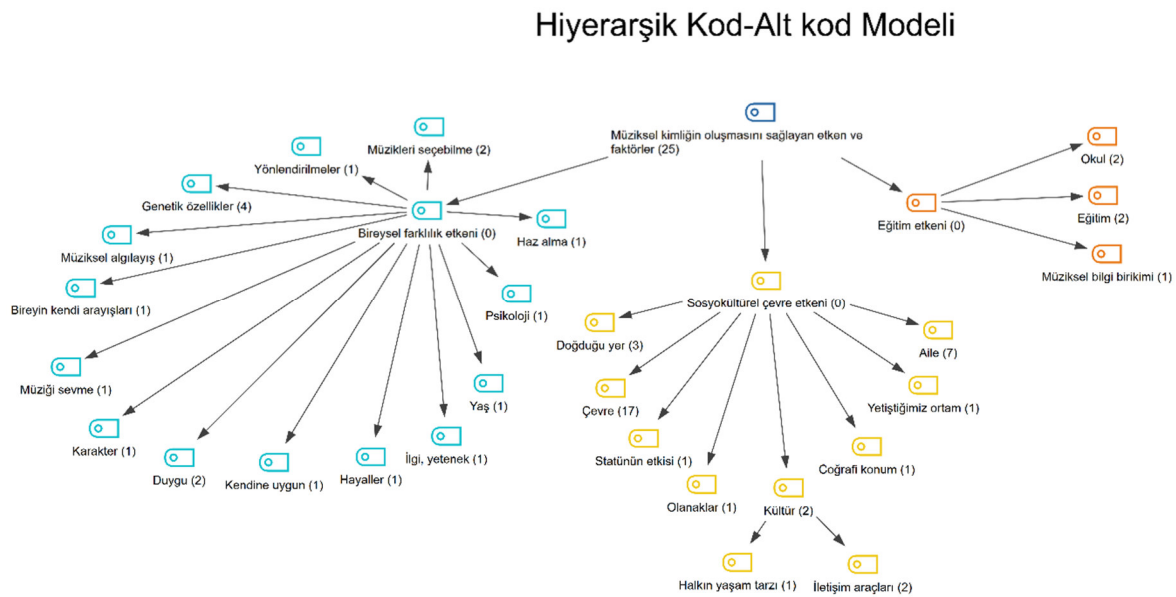 Hiyerarşik Kod-Alt kod Modeli
Müziksel kimliğin oluşmasını sağlayan etken ve
faktörler (25)
Müzikleri seçebilme (2)
Yönlendirilmeler (1)
Genetik özellikler (4)
Bireysel farklılık etkeni (0)
Haz alma (1)
Müziksel algılayış (1)
Bireyin kendi arayışları (1)
Psikoloji (1)
Müziği sevme (1)
Yaş (1)
Karakter (1)
Duygu (2)
Kendine uygun (1)
Hayaller (1)
İlgi, yetenek (1)
Okul (2)
Eğitim etkeni (0)
Eğitim (2)
Müziksel bilgi birikimi (1)
Sosyokültürel çevre etkeni (0)
Doğduğu yer (3)
Aile (7)
Çevre (17)
Yetiştiğimiz ortam (1)
Statünün etkisi (1)
Coğrafi konum (1)
Olanaklar (1)
Kültür (2)
Halkın yaşam tarzı (1)
İletişim araçları (2)